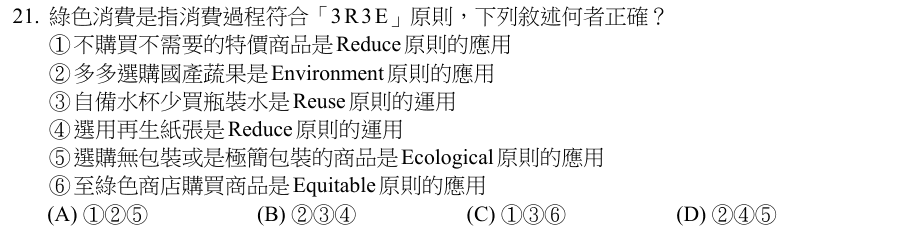 21. 綠色消費是指消費過程符合「3R3E」原則，下列敘述何者正確？
①不購買不需要的特價商品是Reduce原則的應用
②多多選購國產蔬果是Environment原則的應用
③自備水杯少買瓶裝水是Reuse原則的運用
④選用再生紙張是Reduce原則的運用
⑤選購無包裝或是極簡包裝的商品是Ecological原則的應用
⑥至綠色商店購買商品是Equitable原則的應用
(A) ①②⑤ (B) ②③④ (C) ①③⑥ (D) ②④⑤